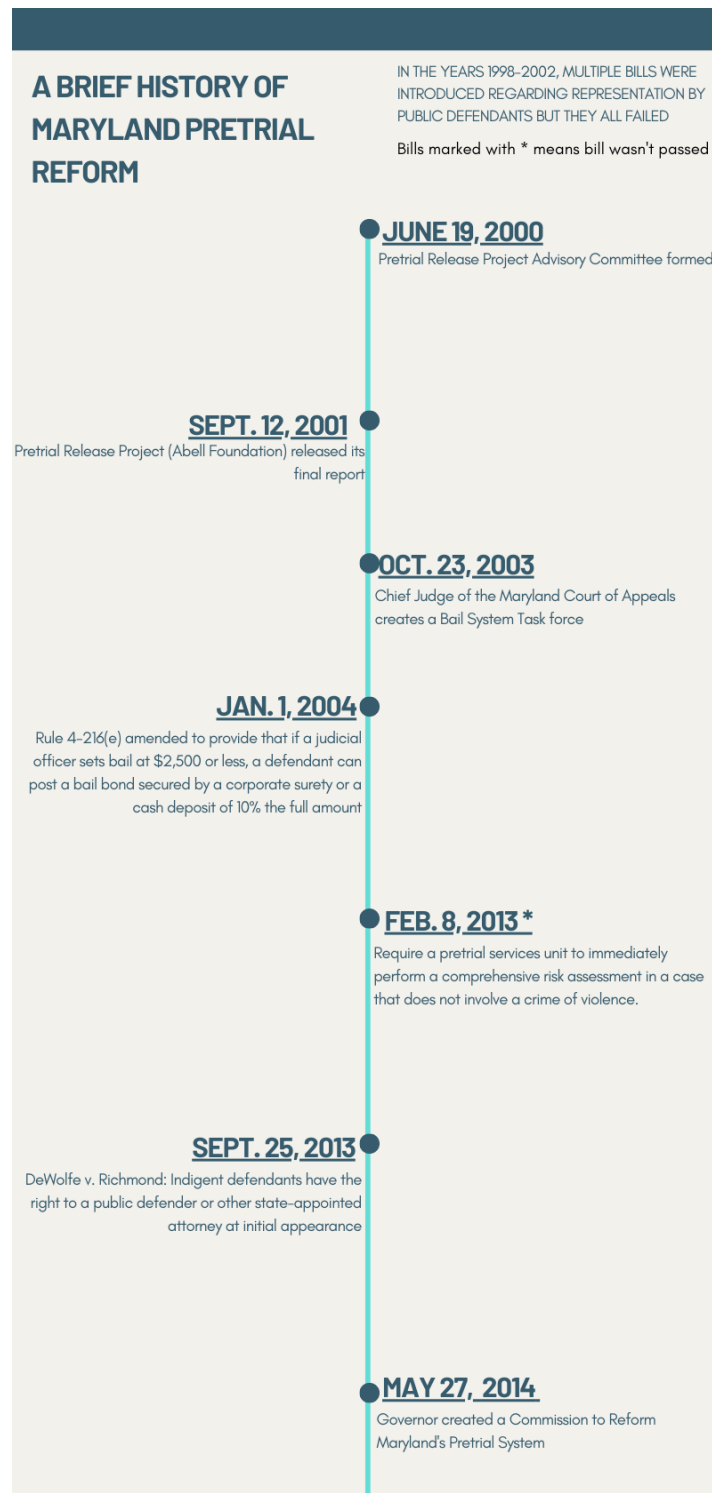 A BRIEF HISTORY OF
MARYLAND PRETRIAL
REFORM
IN THE YEARS 1998-2002, MULTIPLE BILLS WERE
INTRODUCED REGARDING REPRESENTATION BY
PUBLIC DEFENDANTS BUT THEY ALL FAILED
Bills marked with * means bill wasn't passed
JUNE 19, 2000
Pretrial Release Project Advisory Committee formed
SEPT. 12, 2001
Pretrial Release Project (Abell Foundation) released its
final report
OCT. 23, 2003
Chief Judge of the Maryland Court of Appeals
creates a Bail System Task force
JAN. 1, 2004
Rule 4-216(e) amended to provide that if a judicial
officer sets bail at $2,500 or less, a defendant can
post a bail bond secured by a corporate surety or a
cash deposit of 10% the full amount
FEB. 8, 2013 *
Require a pretrial services unit to immediately
perform a comprehensive risk assessment in a case
that does not involve a crime of violence.
SEPT. 25, 2013
DeWolfe v. Richmond: Indigent defendants have the
right to a public defender or other state-appointed
attorney at initial appearance
MAY 27, 2014
Governor created a Commission to Reform
Maryland's Pretrial System